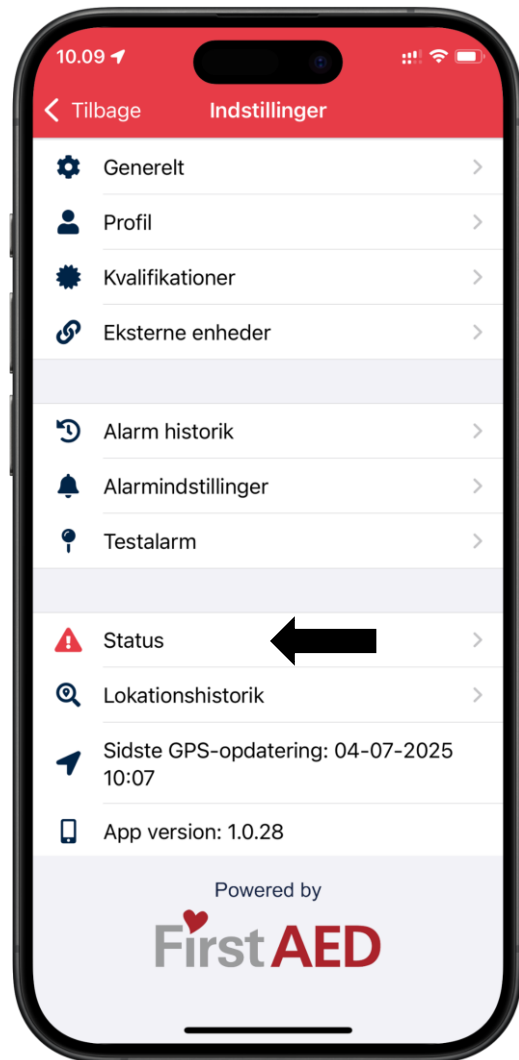 10.09
Tilbage
Indstillinger
Generelt
Profil
Kvalifikationer
Eksterne enheder
Alarm historik
Alarmindstillinger
Testalarm
Status
Lokationshistorik
Sidste GPS-opdatering: 04-07-2025
10:07
App version: 1.0.28
Powered by
FirstAED